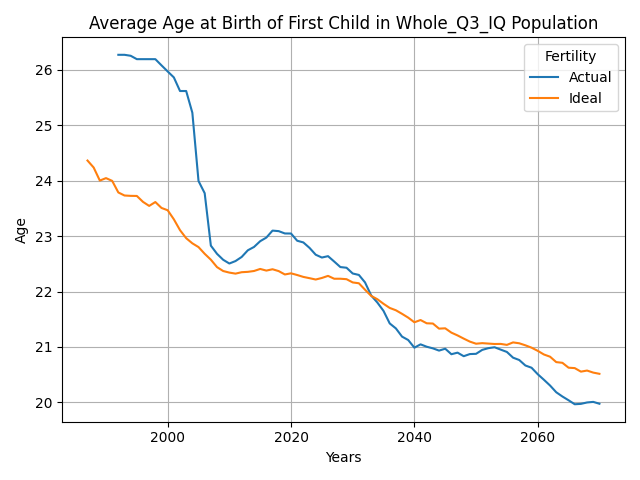 Average Age at Birth of First Child in Whole_Q3_IQ Population
Fertility
Actual
Ideal
Age
26
25
24
23
22
21
20
2000
2020
2040
2060
Years